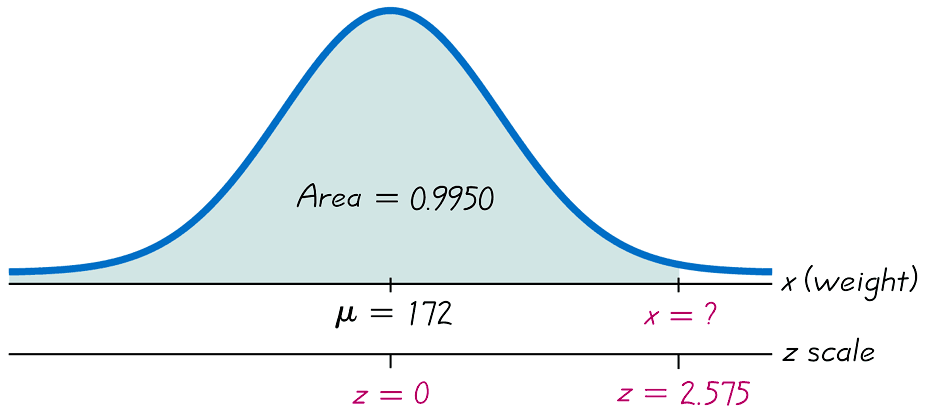 Area = 0.9950
x (weight)
μ = 172
x = ?
z scale
z = 0
z = 2.575